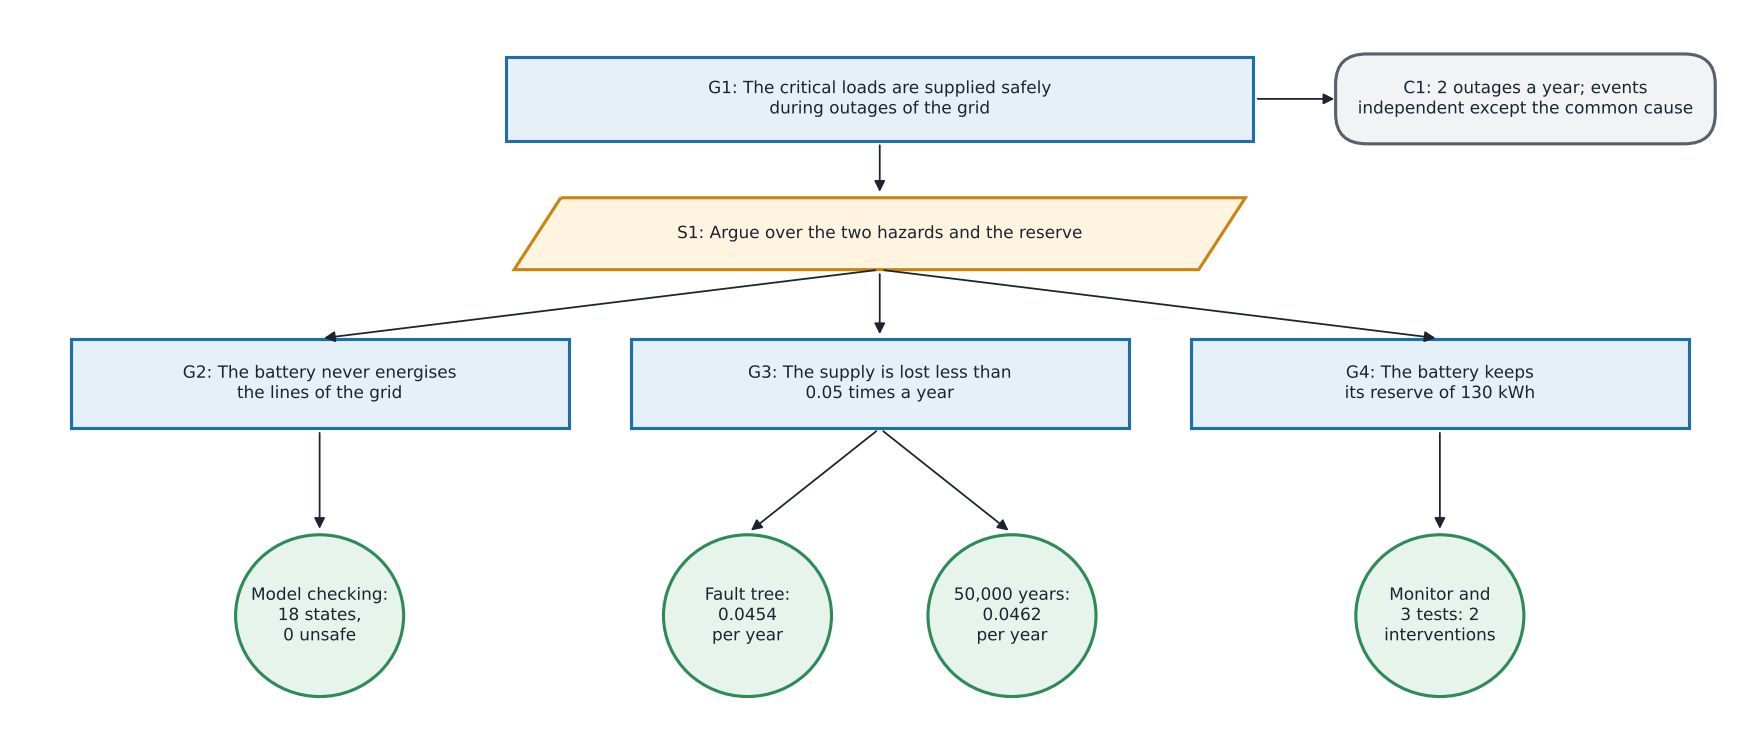 G1: The critical loads are supplied safely
during outages of the grid
C1: 2 outages a year; events
independent except the common cause
S1: Argue over the two hazards and the reserve
G2: The battery never energises
the lines of the grid
G3: The supply is lost less than
0.05 times a year
G4: The battery keeps
its reserve of 130 kWh
Model checking:
18 states,
0 unsafe
Fault tree:
0.0454
per year
50,000 years:
0.0462
per year
Monitor and
3 tests: 2
interventions